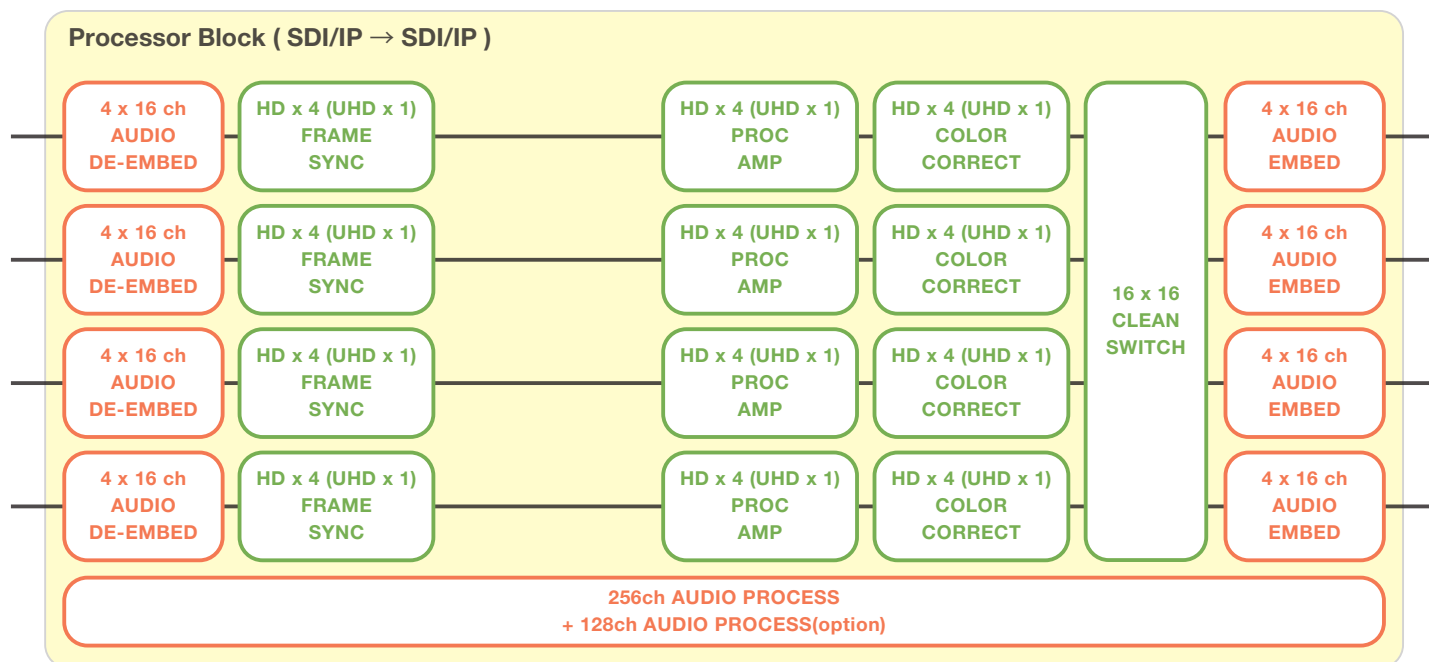 Processor Block ( SDI/IP → SDI/IP )
4 x 16 ch
AUDIO
DE-EMBED
HD x 4 (UHD x 1)
FRAME
SYNC
HD x 4 (UHD x 1)
PROC
AMP
HD x 4 (UHD x 1)
COLOR
CORRECT
4 x 16 ch
AUDIO
EMBED
4 x 16 ch
AUDIO
DE-EMBED
HD x 4 (UHD x 1)
FRAME
SYNC
HD x 4 (UHD x 1)
PROC
AMP
HD x 4 (UHD x 1)
COLOR
CORRECT
16 x 16
CLEAN
SWITCH
4 x 16 ch
AUDIO
EMBED
4 x 16 ch
AUDIO
DE-EMBED
HD x 4 (UHD x 1)
FRAME
SYNC
HD x 4 (UHD x 1)
PROC
AMP
HD x 4 (UHD x 1)
COLOR
CORRECT
4 x 16 ch
AUDIO
EMBED
4 x 16 ch
AUDIO
DE-EMBED
HD x 4 (UHD x 1)
FRAME
SYNC
HD x 4 (UHD x 1)
PROC
AMP
HD x 4 (UHD x 1)
COLOR
CORRECT
4 x 16 ch
AUDIO
EMBED
256ch AUDIO PROCESS
+ 128ch AUDIO PROCESS(option)